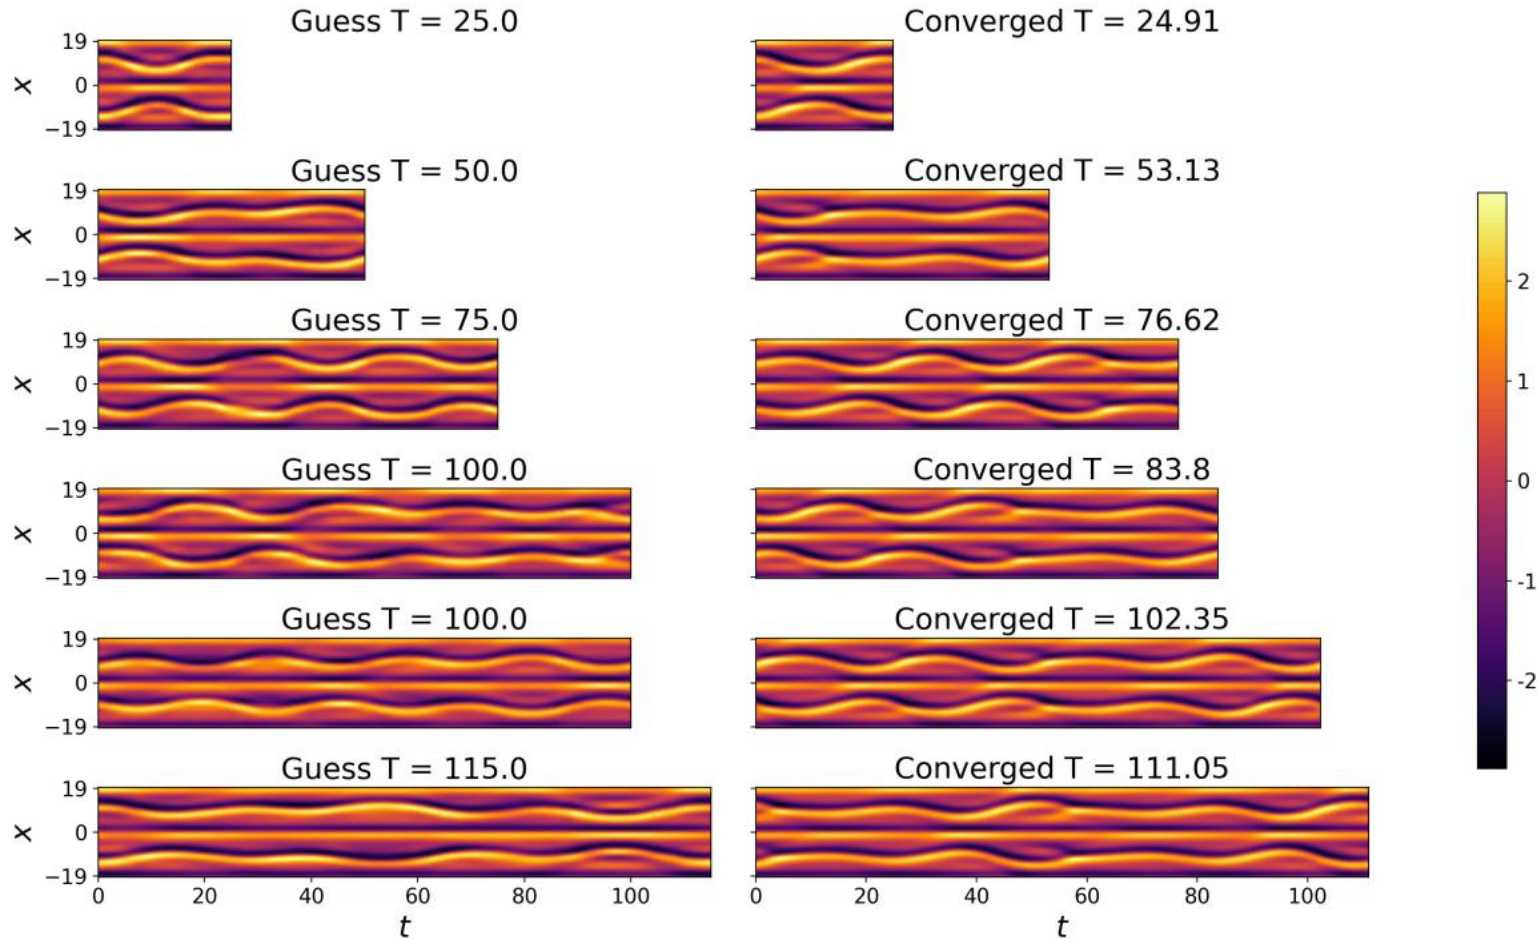 Guess T = 25.0
Converged T = 24.91
19
x
0
−19
Guess T = 50.0
Converged T = 53.13
19
x
0
−19
Guess T = 75.0
Converged T = 76.62
19
x
0
−19
Guess T = 100.0
Converged T = 83.8
19
x
0
−19
Guess T = 100.0
Converged T = 102.35
19
x
0
−19
Guess T = 115.0
Converged T = 111.05
19
x
0
−19
0 20 40 60 80 100
0 20 40 60 80 100
t
t
2
1
0
-1
-2